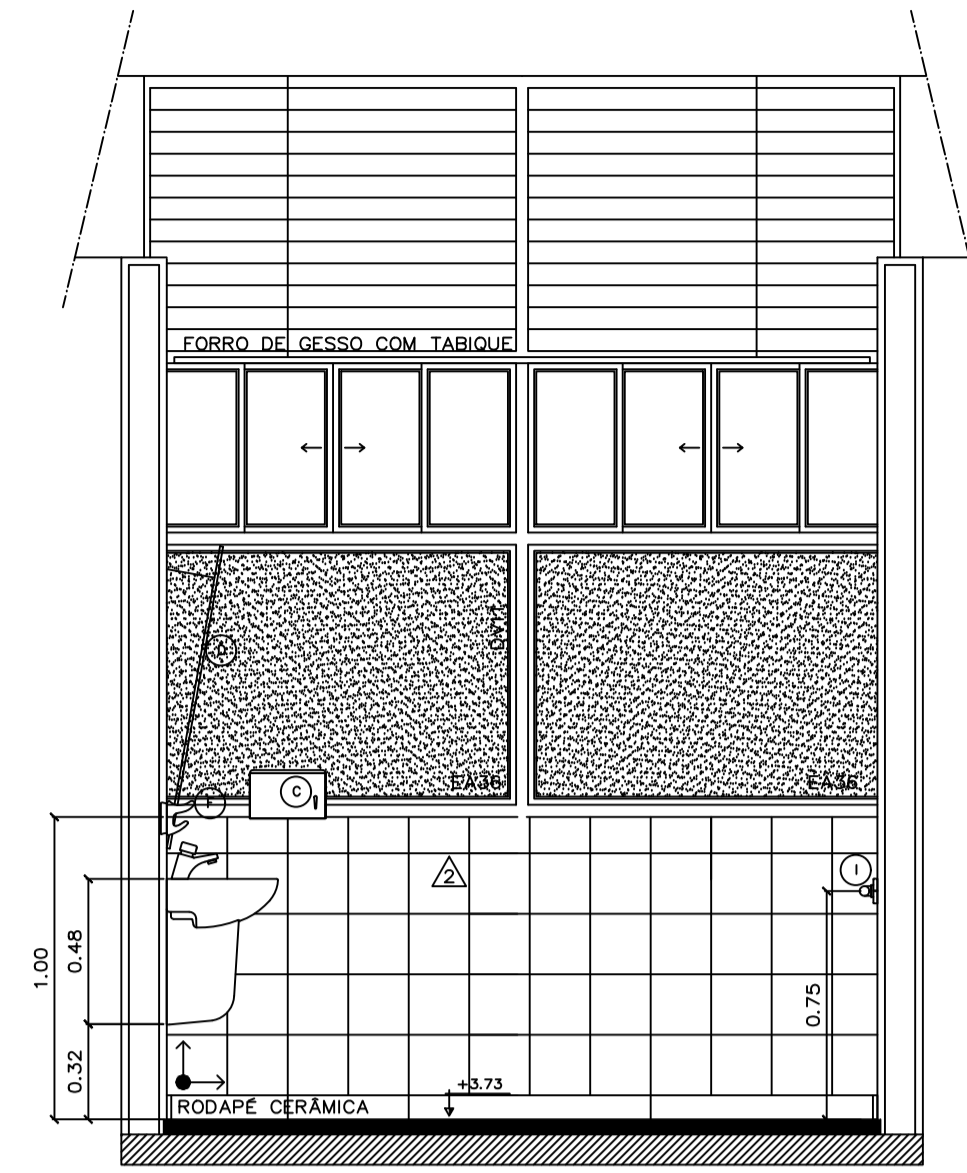 FORRO DE GESSO COM TABIQUE
DV11
EA36
EA36
C
F
2
I
1.00
0.48
0.32
0.75
+3.73
RODAPÉ CERÂMICA